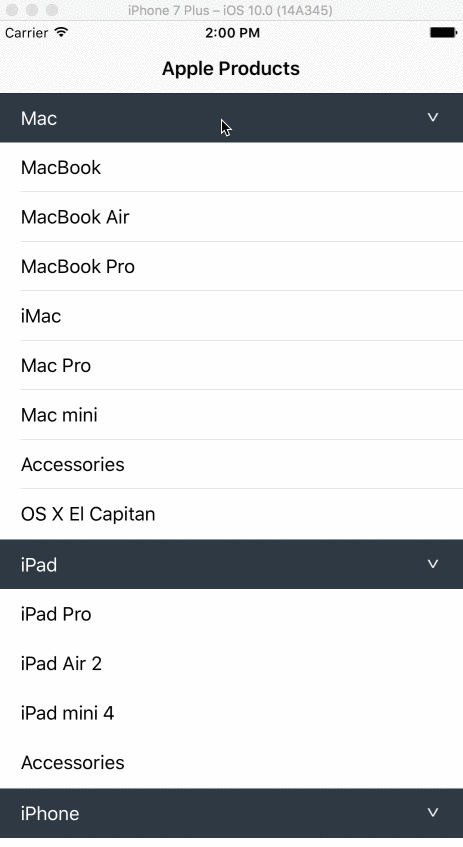 iPhone 7 Plus – iOS 10.0 (14A345)
Carrier 2:00 PM
Apple Products
Mac
MacBook
MacBook Air
MacBook Pro
iMac
Mac Pro
Mac mini
Accessories
OS X El Capitan
iPad
iPad Pro
iPad Air 2
iPad mini 4
Accessories
iPhone